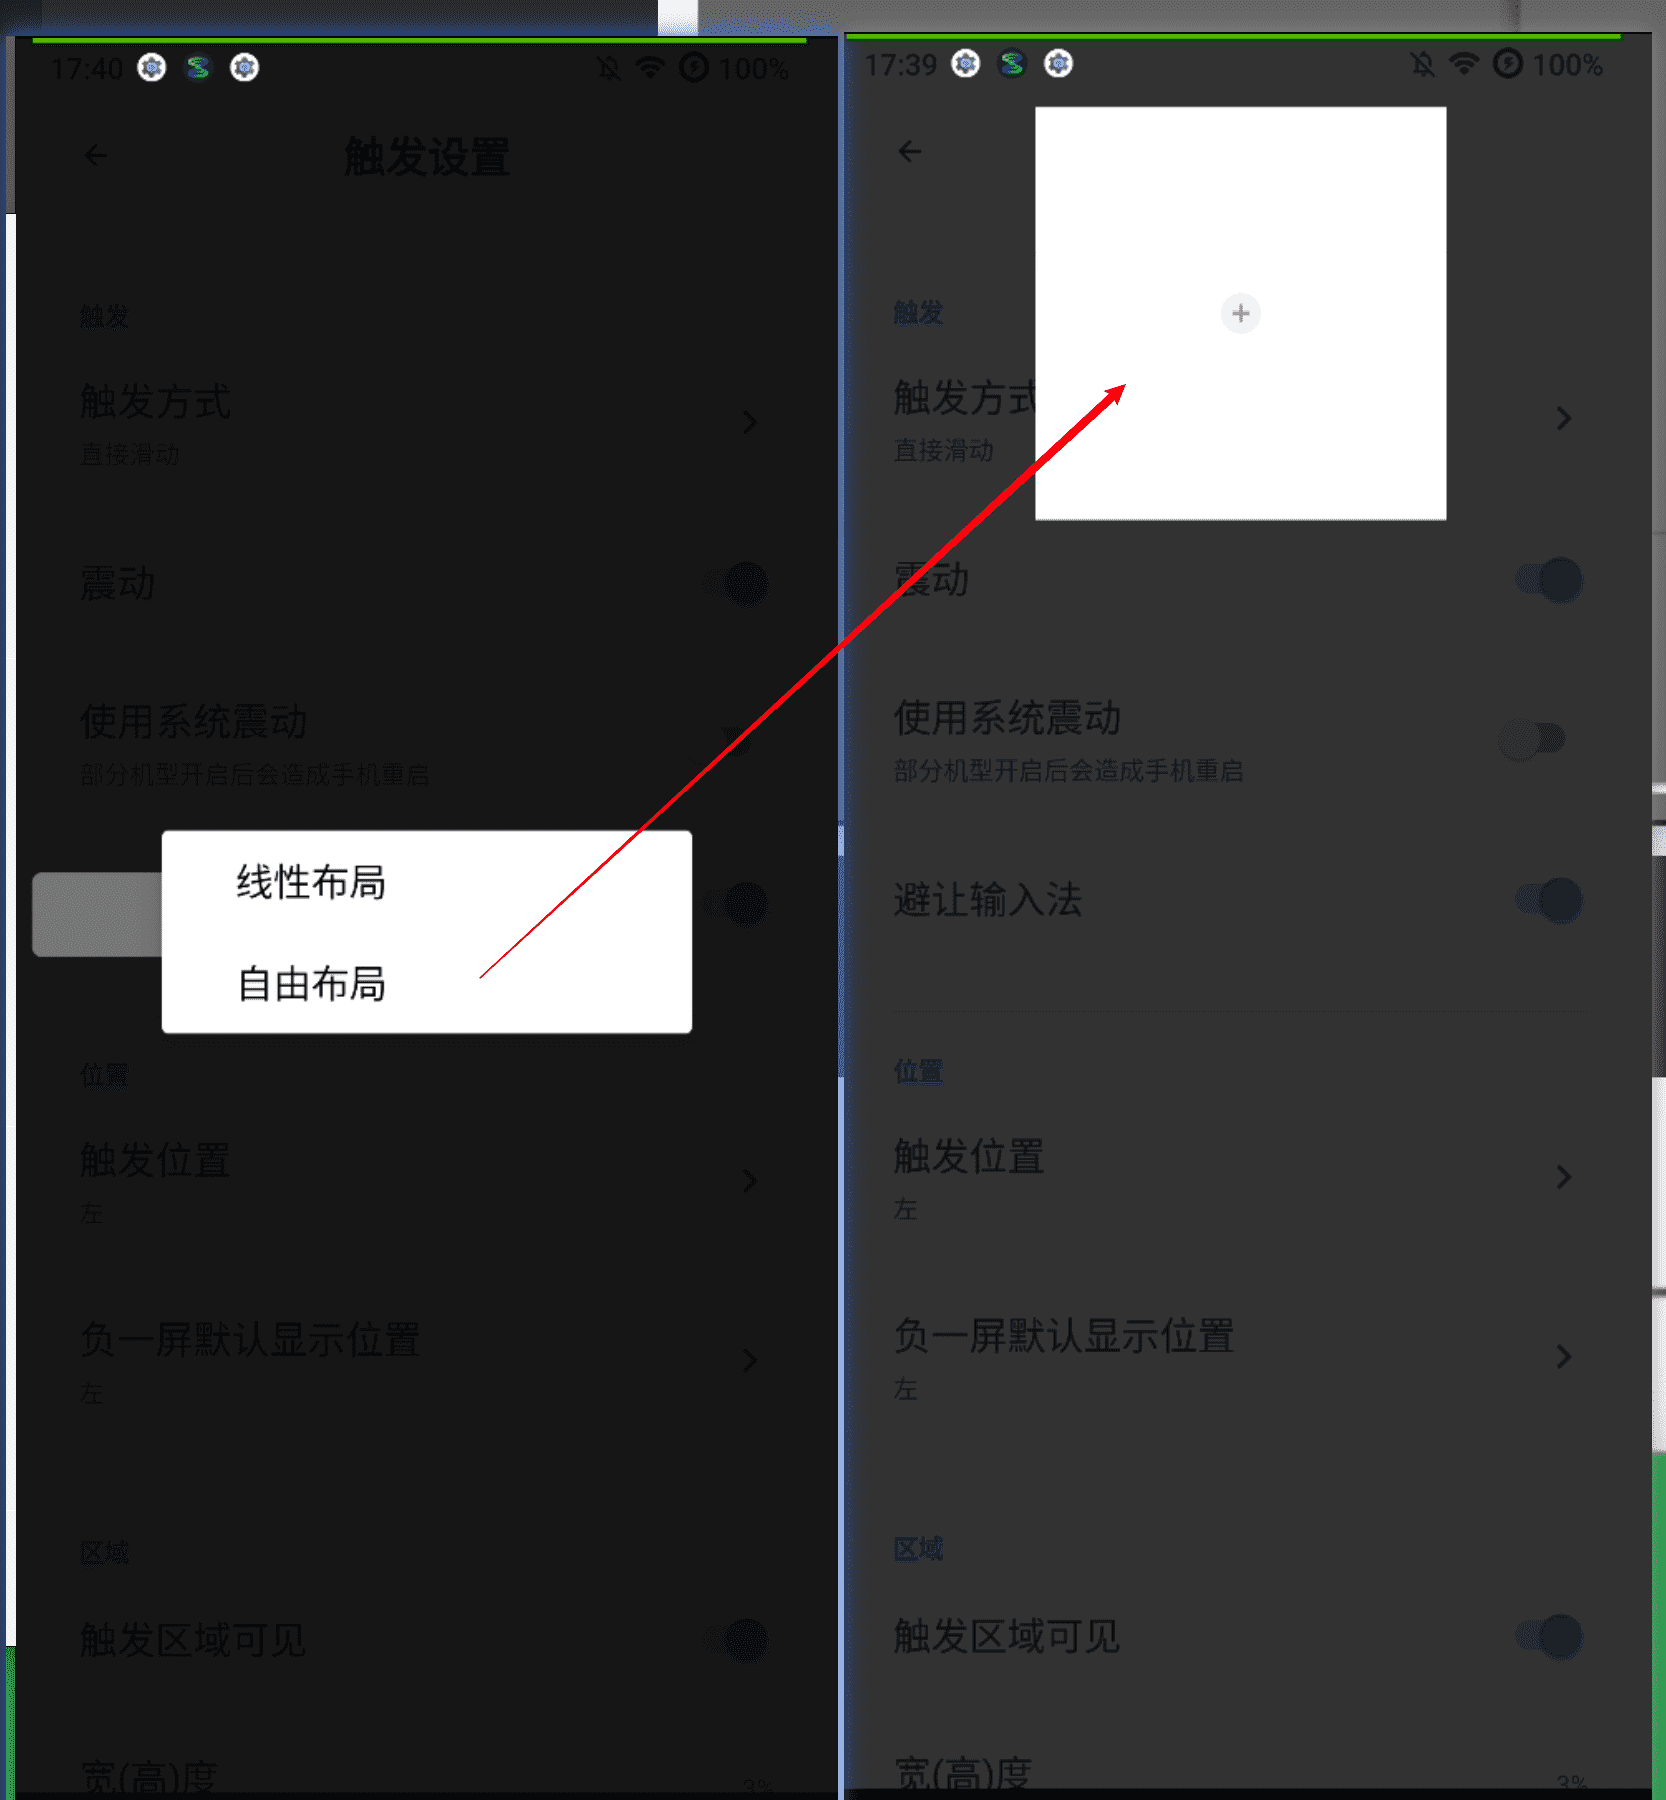 17:40 100%
触发设置
触发
触发方式
直接滑动
震动
使用系统震动
部分机型开启后会造成手机重启
线性布局
自由布局
位置
触发位置
左
负一屏默认显示位置
左
区域
触发区域可见
宽(高)度
3%
17:39 100%
触发
触发方式
直接滑动
震动
使用系统震动
部分机型开启后会造成手机重启
避让输入法
位置
触发位置
左
负一屏默认显示位置
左
区域
触发区域可见
宽(高)度
3%